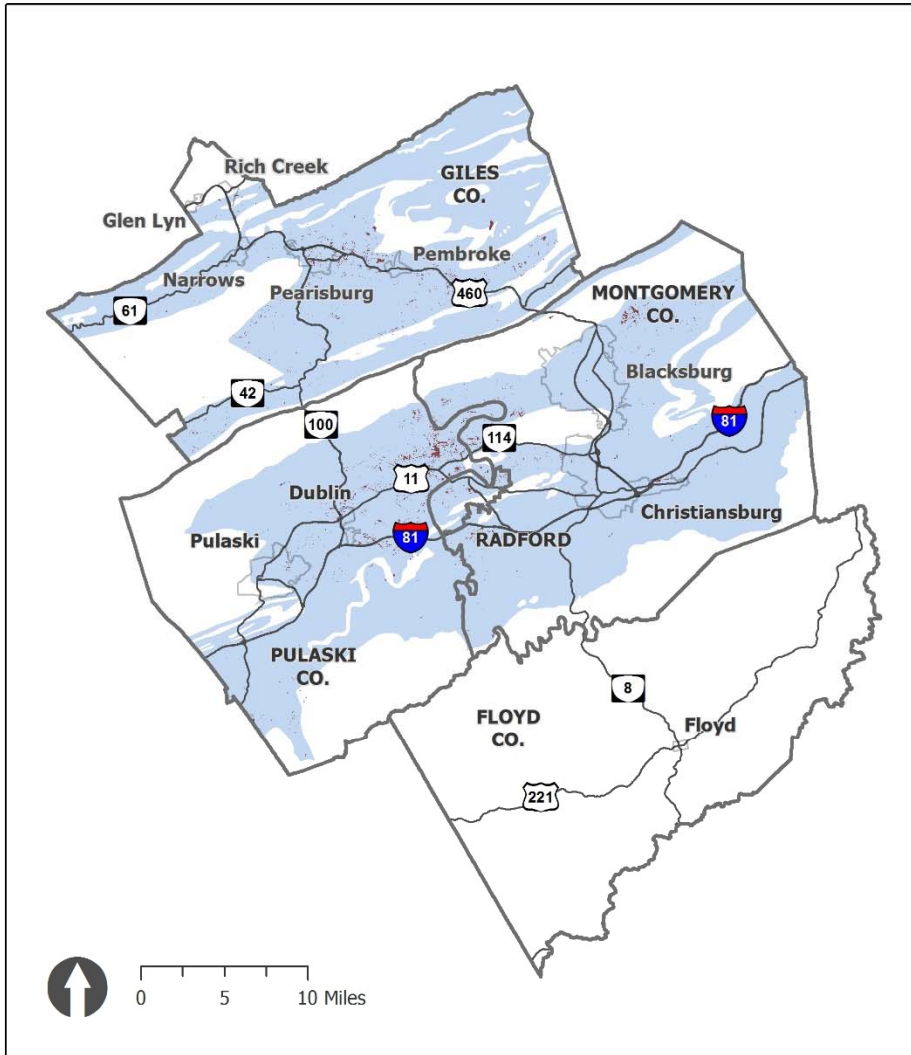 Rich Creek
GILES
CO.
Glen Lyn
Pembroke
Narrows
Pearisburg
460
MONTGOMERY
CO.
61
Blacksburg
42
81
100
114
11
Dublin
Christiansburg
Pulaski
81
RADFORD
PULASKI
CO.
8
FLOYD
CO.
Floyd
221
0 5 10 Miles